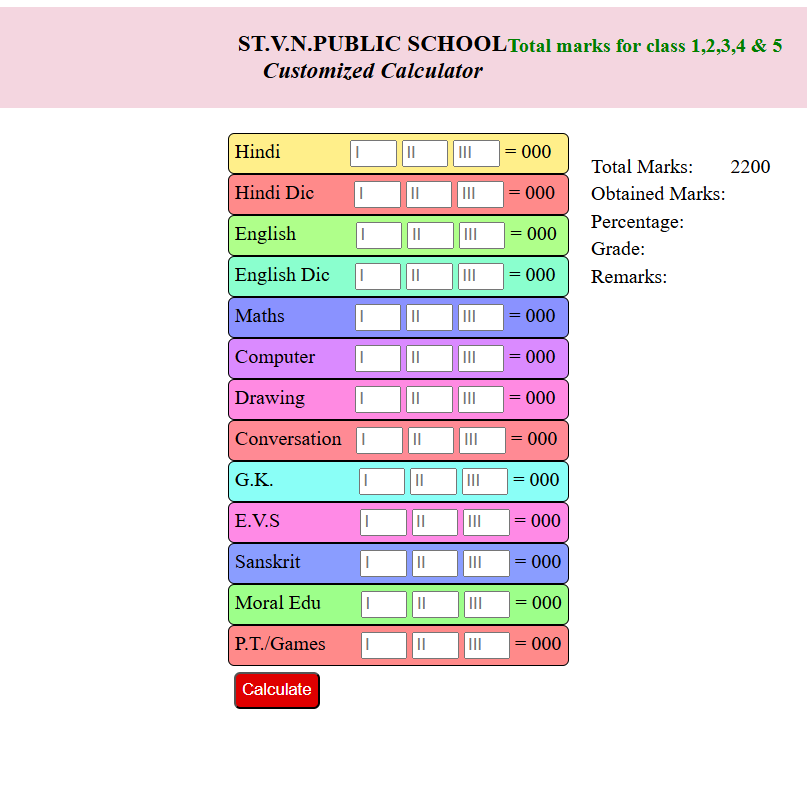 ST.V.N.PUBLIC SCHOOL Total marks for class 1,2,3,4 & 5
Customized Calculator
Hindi I II III = 000
Hindi Dic I II III = 000
English I II III = 000
English Dic I II III = 000
Maths I II III = 000
Computer I II III = 000
Drawing I II III = 000
Conversation I II III = 000
G.K. I II III = 000
E.V.S I II III = 000
Sanskrit I II III = 000
Moral Edu I II III = 000
P.T./Games I II III = 000
Calculate
Total Marks: 2200
Obtained Marks:
Percentage:
Grade:
Remarks: